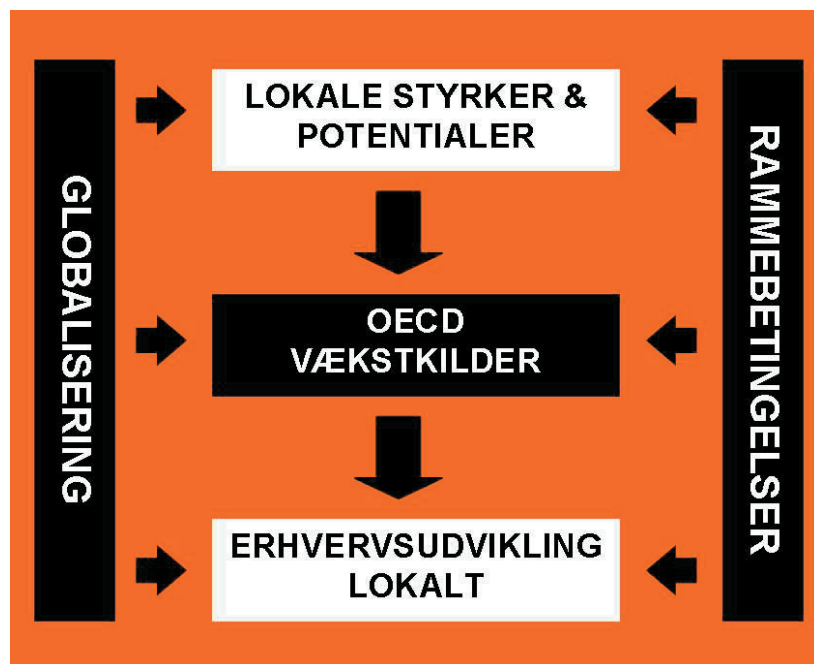 GLOBALISERING
LOKALE STYRKER &
POTENTIALER
OECD
VÆKSTKILDER
ERHVERVSUDVIKLING
LOKALT
RAMMEBETINGELSER